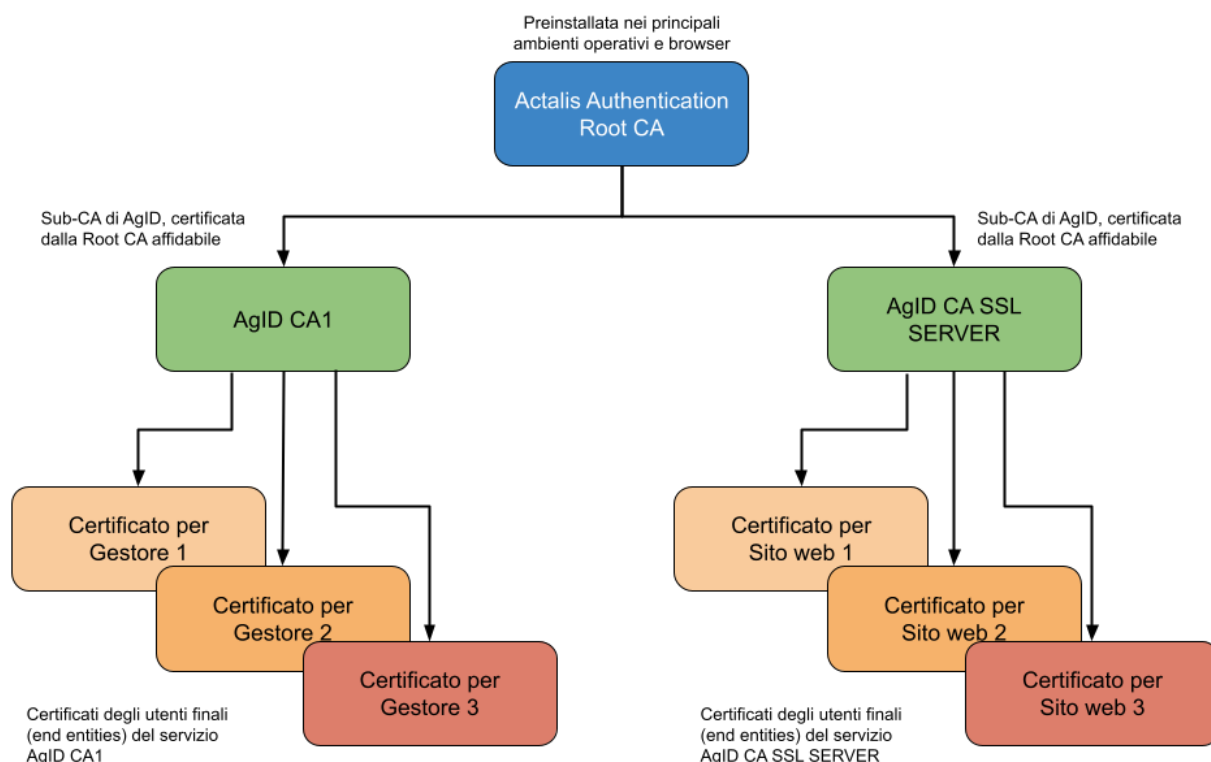 Preinstallata nei principali
ambienti operativi e browser
Actalis Authentication
Root CA
Sub-CA di AgID, certificata
dalla Root CA affidabile
Sub-CA di AgID, certificata
dalla Root CA affidabile
AgID CA1
AgID CA SSL
SERVER
Certificato per
Gestore 1
Certificato per
Gestore 2
Certificato per
Gestore 3
Certificato per
Sito web 1
Certificato per
Sito web 2
Certificato per
Sito web 3
Certificati degli utenti finali
(end entities) del servizio
AgID CA1
Certificati degli utenti finali
(end entities) del servizio
AgID CA SSL SERVER